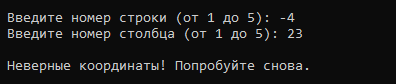 Введите номер строки (от 1 до 5): -4
Введите номер столбца (от 1 до 5): 23
Неверные координаты! Попробуйте снова.